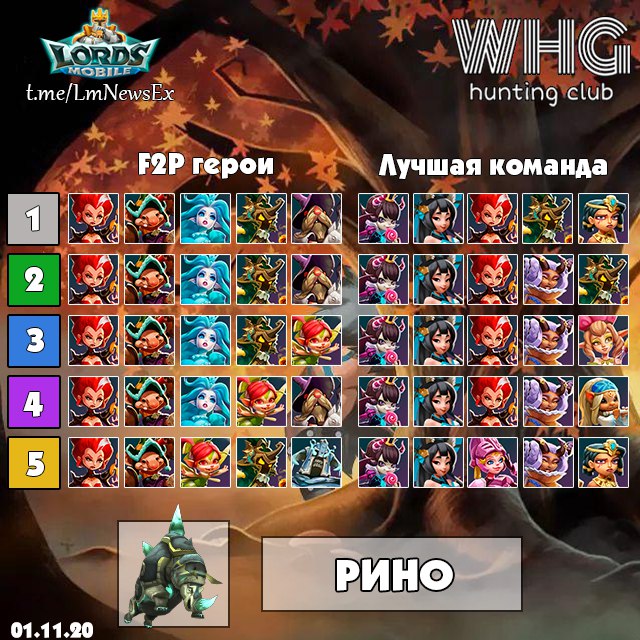 LORDS
MOBILE
t.me/LmNewsEx
WHG
hunting club
F2P герои
Лучшая команда
1
2
3
4
5
РИНО
01.11.20